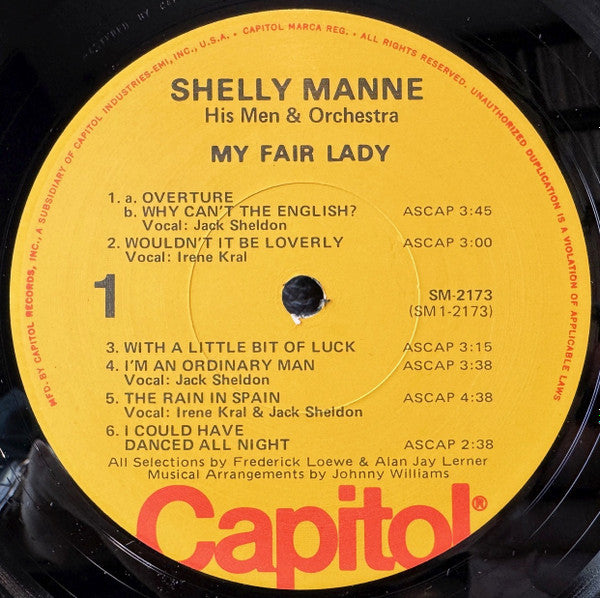 MFD. BY CAPITOL RECORDS, INC., A SUBSIDIARY OF CAPITOL INDUSTRIES-EMI, INC., U.S.A. • CAPITOL MARCA REG. • ALL RIGHTS RESERVED. UNAUTHORIZED DUPLICATION IS A VIOLATION OF APPLICABLE LAWS
SHELLY MANNE
His Men & Orchestra
MY FAIR LADY
1. a. OVERTURE
b. WHY CAN'T THE ENGLISH? ASCAP 3:45
Vocal: Jack Sheldon
2. WOULDN'T IT BE LOVERLY ASCAP 3:00
Vocal: Irene Kral
1
SM-2173
(SM1-2173)
3. WITH A LITTLE BIT OF LUCK ASCAP 3:15
4. I'M AN ORDINARY MAN ASCAP 3:38
Vocal: Jack Sheldon
5. THE RAIN IN SPAIN ASCAP 4:38
Vocal: Irene Kral & Jack Sheldon
6. I COULD HAVE
DANCED ALL NIGHT ASCAP 2:38
All Selections by Frederick Loewe & Alan Jay Lerner
Musical Arrangements by Johnny Williams
Capitol®